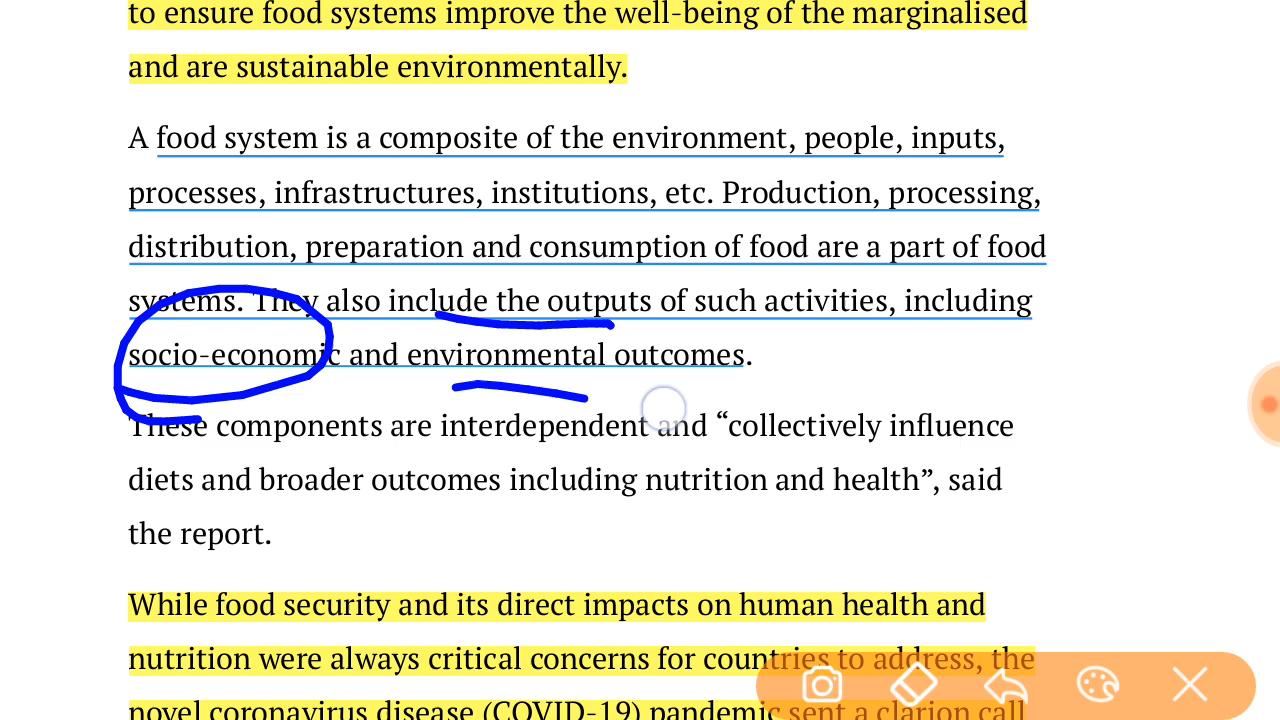 to ensure food systems improve the well-being of the marginalised
and are sustainable environmentally.
A food system is a composite of the environment, people, inputs,
processes, infrastructures, institutions, etc. Production, processing,
distribution, preparation and consumption of food are a part of food
systems. They also include the outputs of such activities, including
socio-economic and environmental outcomes.
These components are interdependent and “collectively influence
diets and broader outcomes including nutrition and health”, said
the report.
While food security and its direct impacts on human health and
nutrition were always critical concerns for countries to address, the
novel coronavirus disease (COVID-19) pandemic sent a clarion call